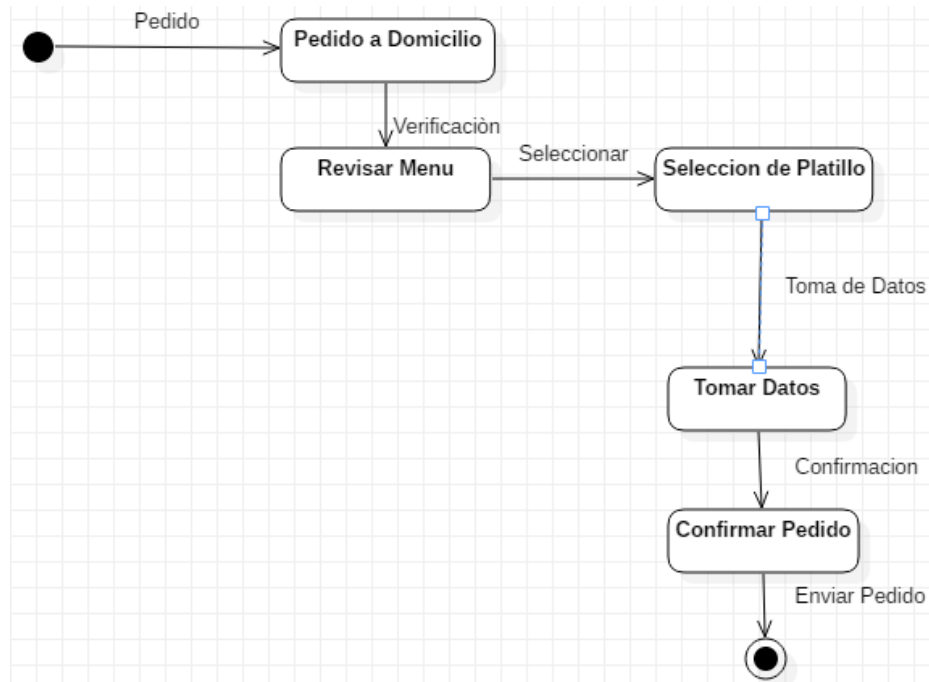 Pedido
Pedido a Domicilio
Verificaciòn
Revisar Menu
Seleccionar
Seleccion de Platillo
Toma de Datos
Tomar Datos
Confirmacion
Confirmar Pedido
Enviar Pedido